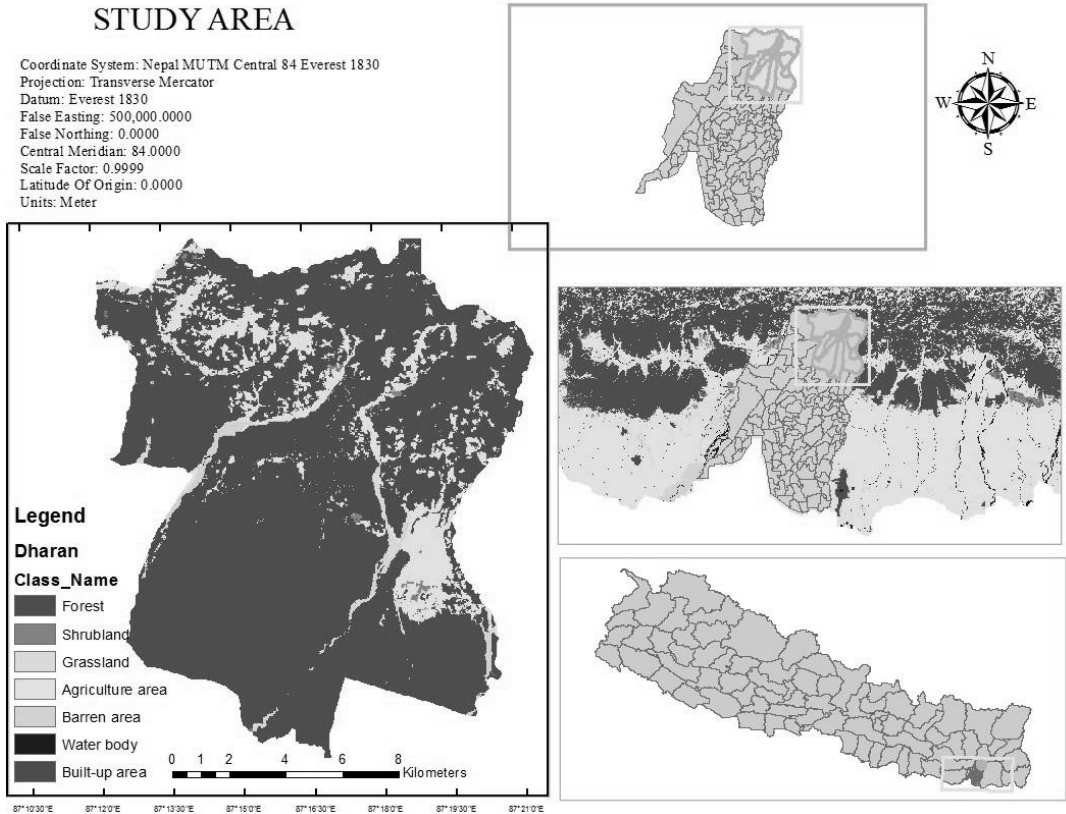 STUDY AREA
Coordinate System: Nepal MUTM Central 84 Everest 1830
Projection: Transverse Mercator
Datum: Everest 1830
False Easting: 500,000.0000
False Northing: 0.0000
Central Meridian: 84.0000
Scale Factor: 0.9999
Latitude Of Origin: 0.0000
Units: Meter
N
W E
S
Legend
Dharan
Class_Name
Forest
Shrubland
Grassland
Agriculture area
Barren area
Water body
Built-up area
0 1 2 4 6 8
Kilometers
87°10'30"E 87°12'0"E 87°13'30"E 87°15'0"E 87°16'30"E 87°18'0"E 87°19'30"E 87°21'0"E